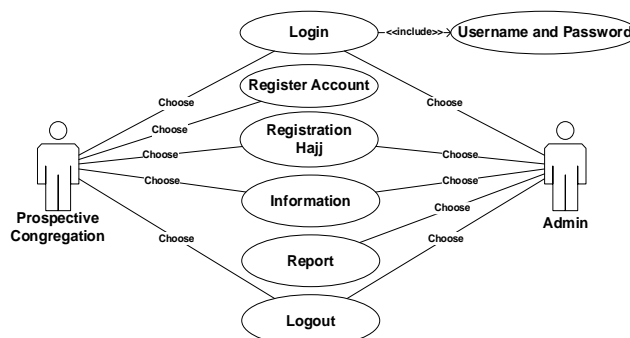 Login
<<include>>
Username and Password
Register Account
Choose
Choose
Choose
Registration
Hajj
Choose
Choose
Choose
Choose
Information
Choose
Prospective
Congregation
Admin
Choose
Choose
Choose
Report
Logout